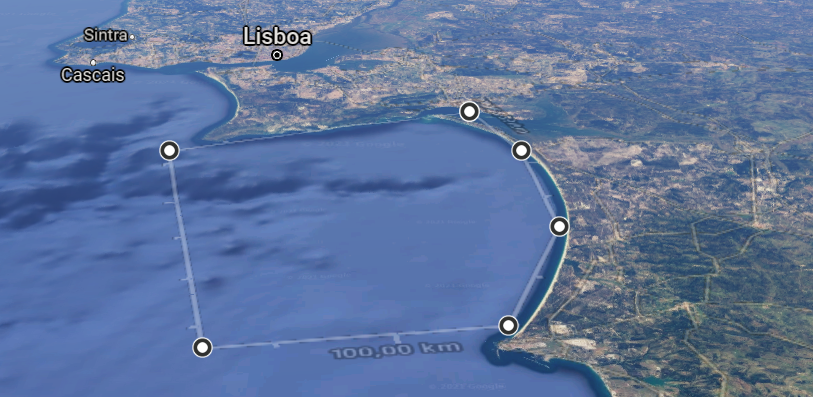 Sintra
Lisboa
Cascais
100,00 km